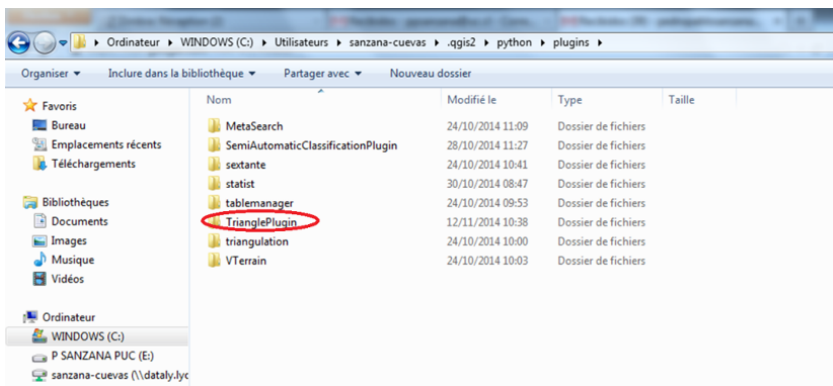 Ordinateur ▸ WINDOWS (C:) ▸ Utilisateurs ▸ sanzana-cuevas ▸ .qgis2 ▸ python ▸ plugins ▸
Organiser ▾ Inclure dans la bibliothèque ▾ Partager avec ▾ Nouveau dossier
Favoris
Bureau
Emplacements récents
Téléchargements
Bibliothèques
Documents
Images
Musique
Vidéos
Ordinateur
WINDOWS (C:)
P SANZANA PUC (E:)
sanzana-cuevas (\\dataly.lyc
Nom Modifié le Type Taille
MetaSearch 24/10/2014 11:09 Dossier de fichiers
SemiAutomaticClassificationPlugin 28/10/2014 11:27 Dossier de fichiers
sextante 24/10/2014 10:41 Dossier de fichiers
statist 30/10/2014 08:47 Dossier de fichiers
tablemanager 24/10/2014 09:53 Dossier de fichiers
TrianglePlugin 12/11/2014 10:38 Dossier de fichiers
triangulation 24/10/2014 10:00 Dossier de fichiers
VTerrain 24/10/2014 10:03 Dossier de fichiers